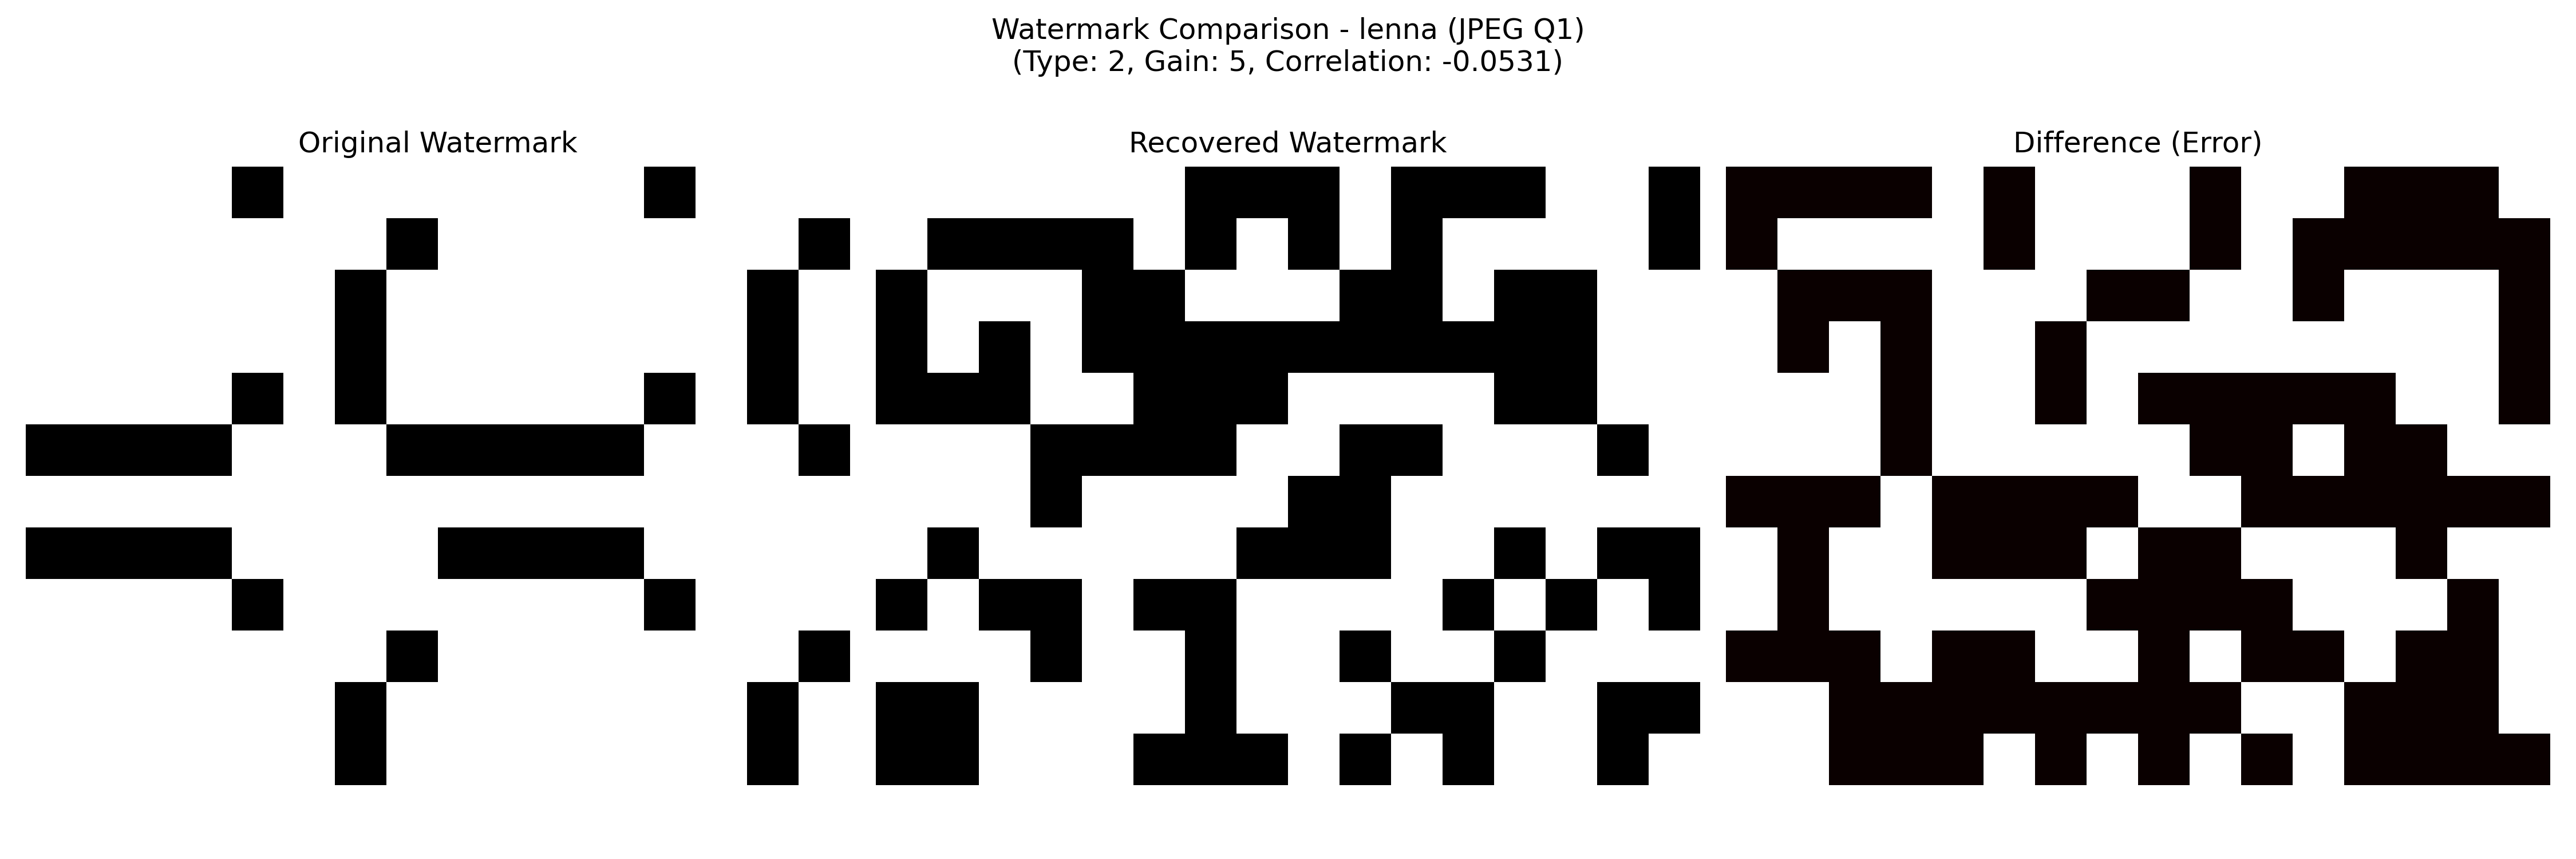 Watermark Comparison - lenna (JPEG Q1)
(Type: 2, Gain: 5, Correlation: -0.0531)
Original Watermark
Recovered Watermark
Difference (Error)